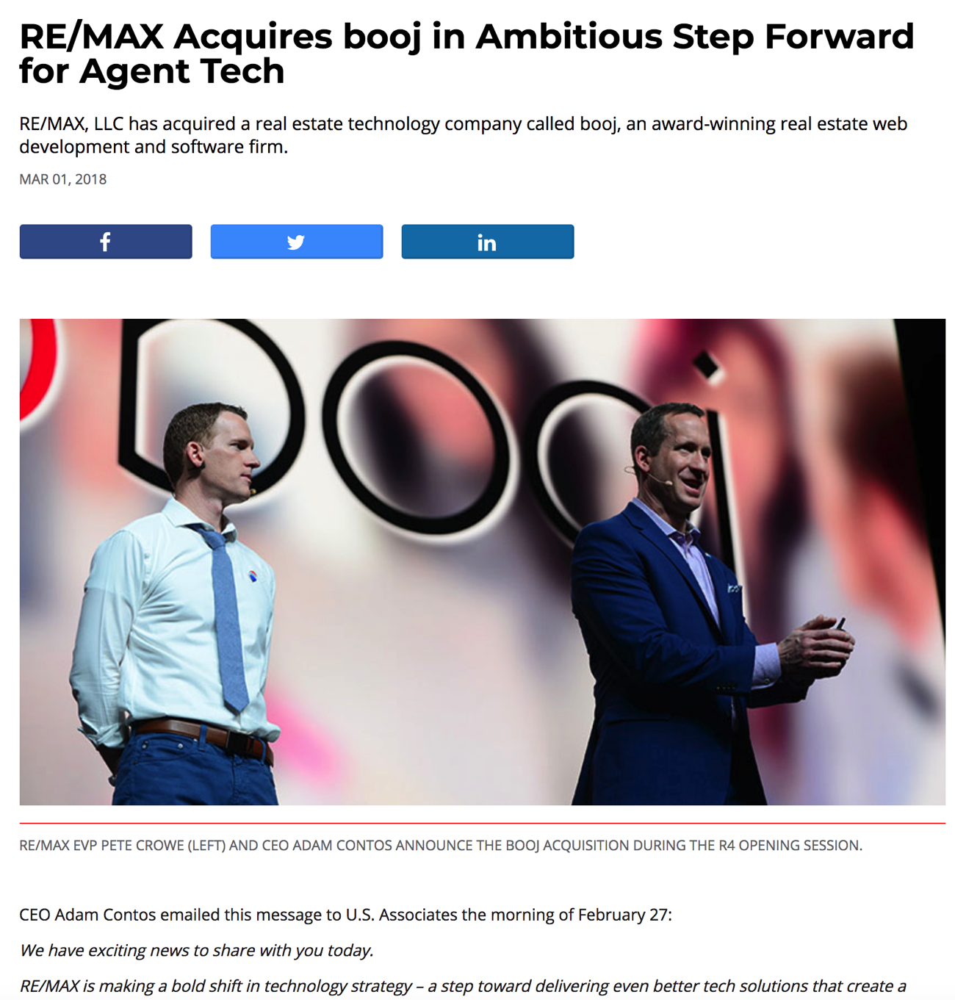 RE/MAX Acquires booj in Ambitious Step Forward
for Agent Tech
RE/MAX, LLC has acquired a real estate technology company called booj, an award-winning real estate web
development and software firm.
MAR 01, 2018
f
in
booj
RE/MAX EVP PETE CROWE (LEFT) AND CEO ADAM CONTOS ANNOUNCE THE BOOJ ACQUISITION DURING THE R4 OPENING SESSION.
CEO Adam Contos emailed this message to U.S. Associates the morning of February 27:
We have exciting news to share with you today.
RE/MAX is making a bold shift in technology strategy – a step toward delivering even better tech solutions that create a